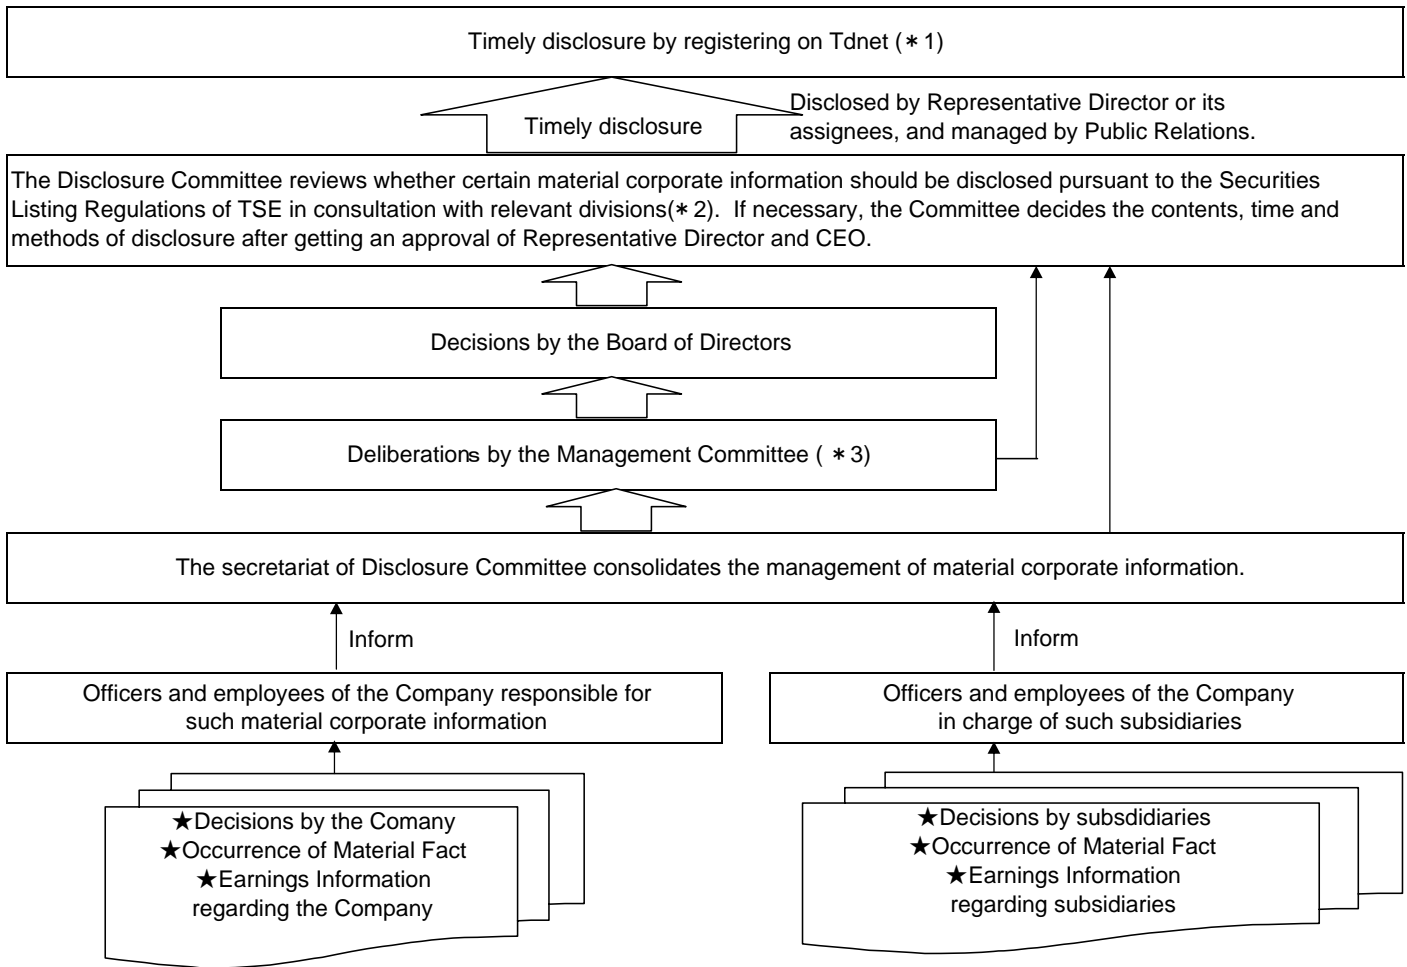 Timely disclosure by registering on Tdnet (＊1)
Timely disclosure
Disclosed by Representative Director or its
assignees, and managed by Public Relations.
The Disclosure Committee reviews whether certain material corporate information should be disclosed pursuant to the Securities
Listing Regulations of TSE in consultation with relevant divisions(＊2).  If necessary, the Committee decides the contents, time and
methods of disclosure after getting an approval of Representative Director and CEO.
Decisions by the Board of Directors
Deliberations by the Management Committee ( ＊3)
The secretariat of Disclosure Committee consolidates the management of material corporate information.
Inform
Inform
Officers and employees of the Company responsible for
such material corporate information
Officers and employees of the Company
in charge of such subsidiaries
★Decisions by the Comany
★Occurrence of Material Fact
★Earnings Information
regarding the Company
★Decisions by subsdidiaries
★Occurrence of Material Fact
★Earnings Information
regarding subsidiaries